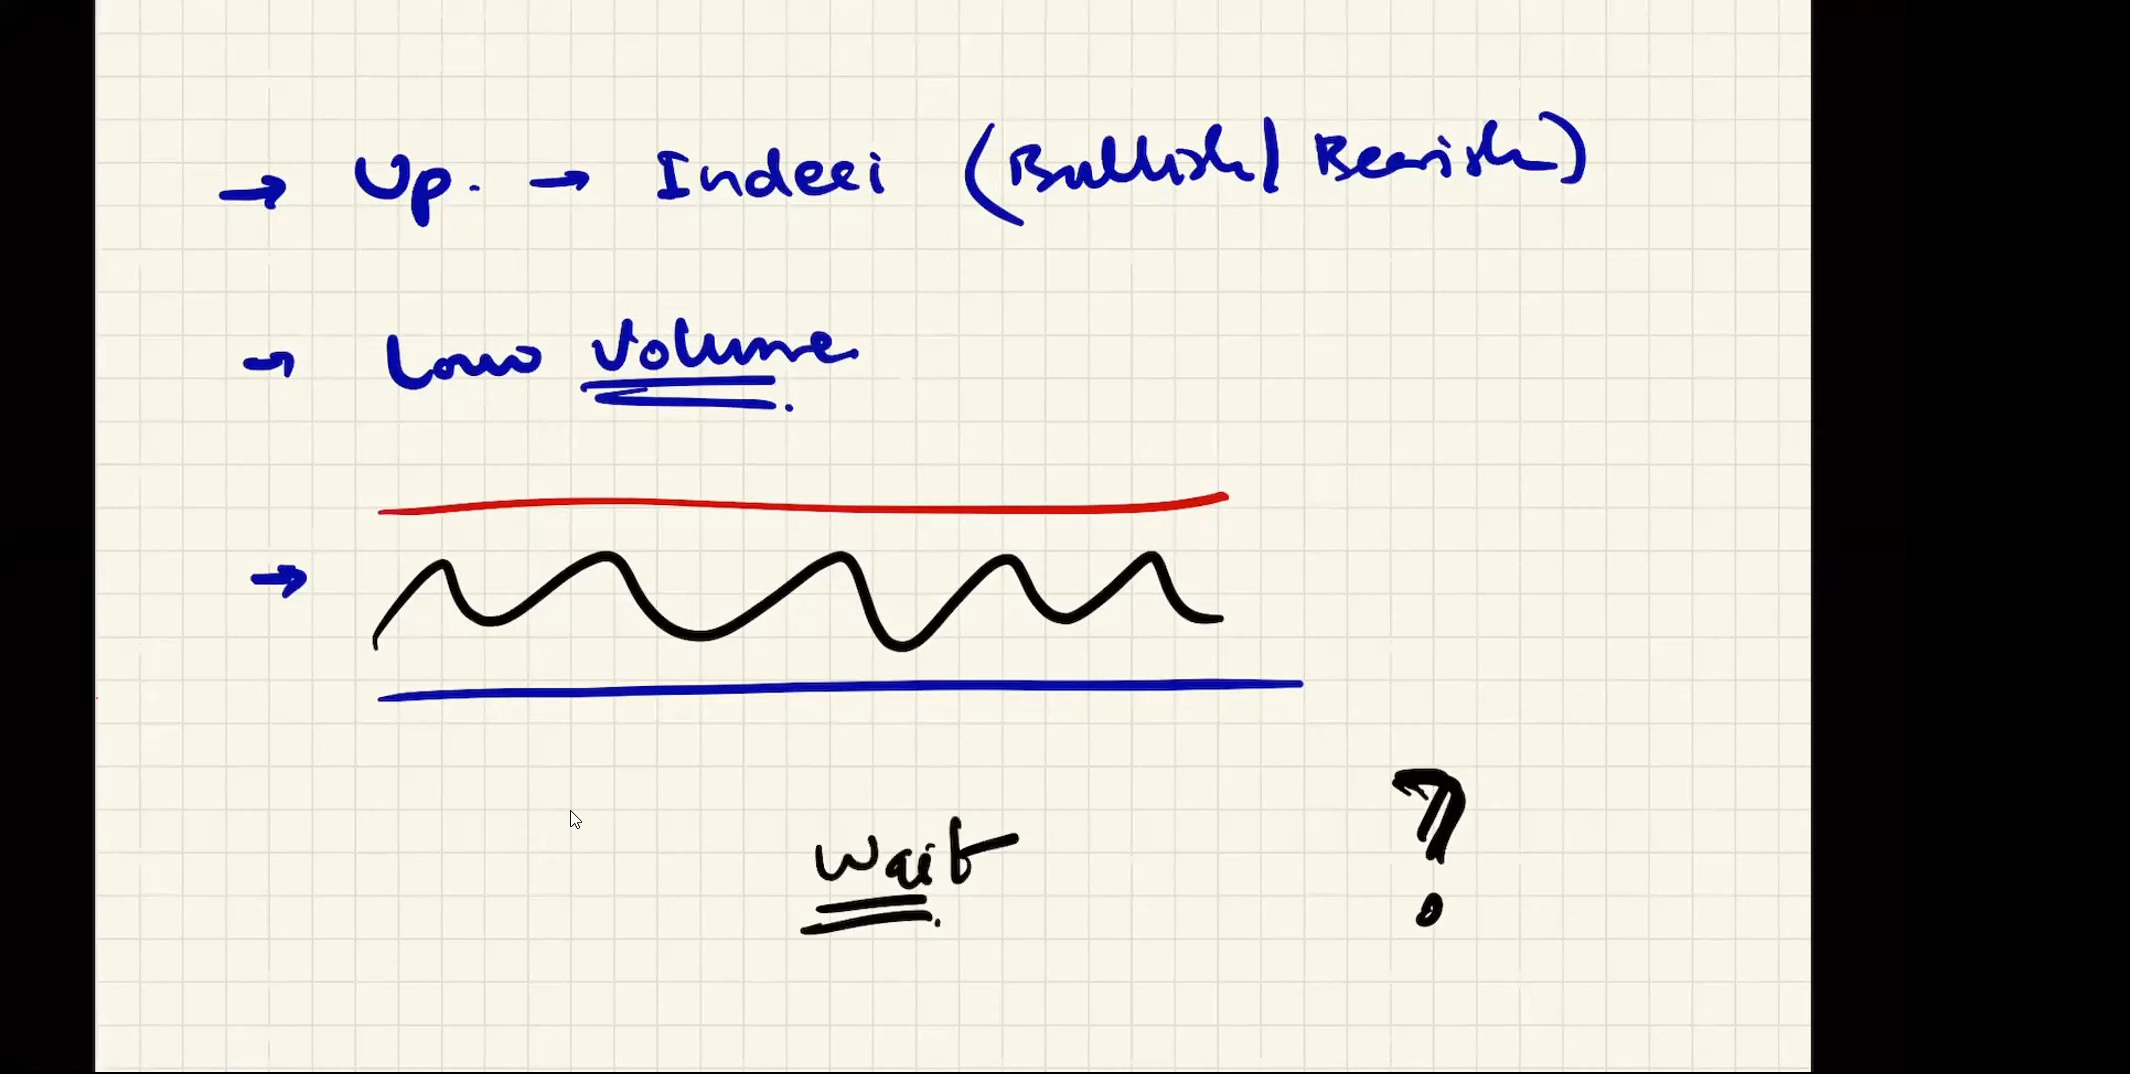 → Up. → Indeci (Bullish/Bearish)
→ Low Volume.
→
Wait.
?